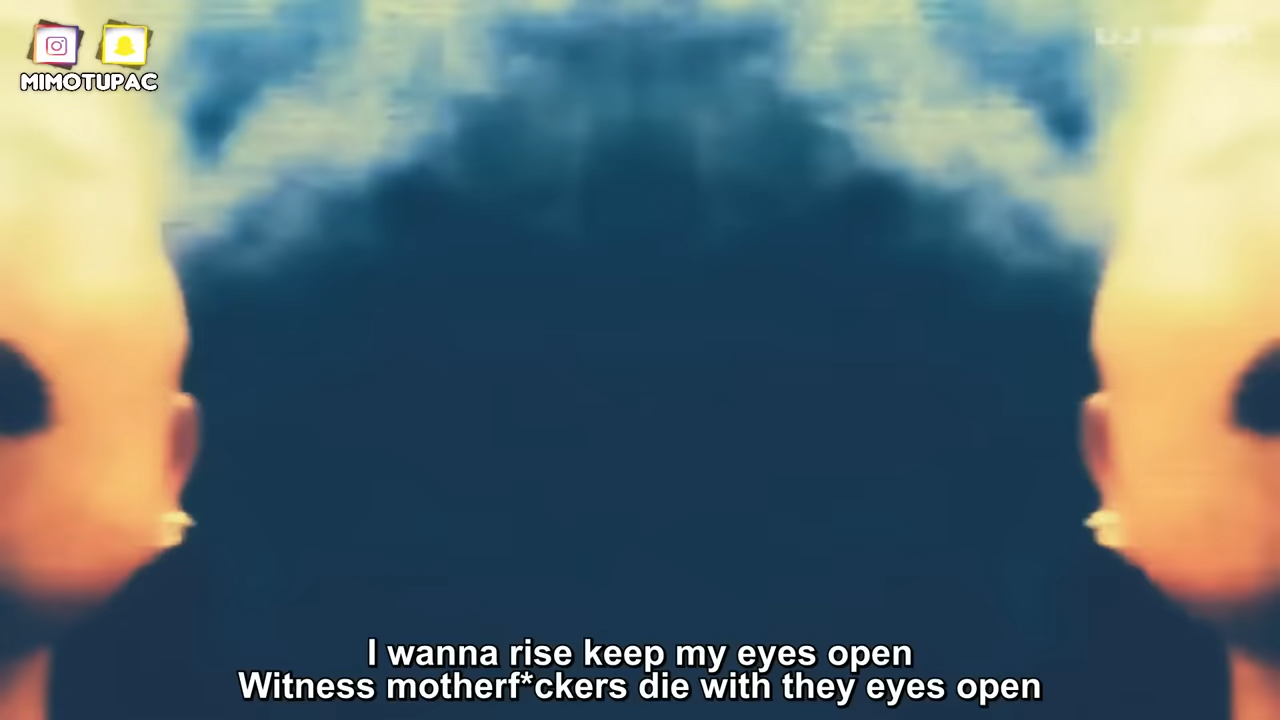 MIMOTUPAC
I wanna rise keep my eyes open
Witness motherf*ckers die with they eyes open